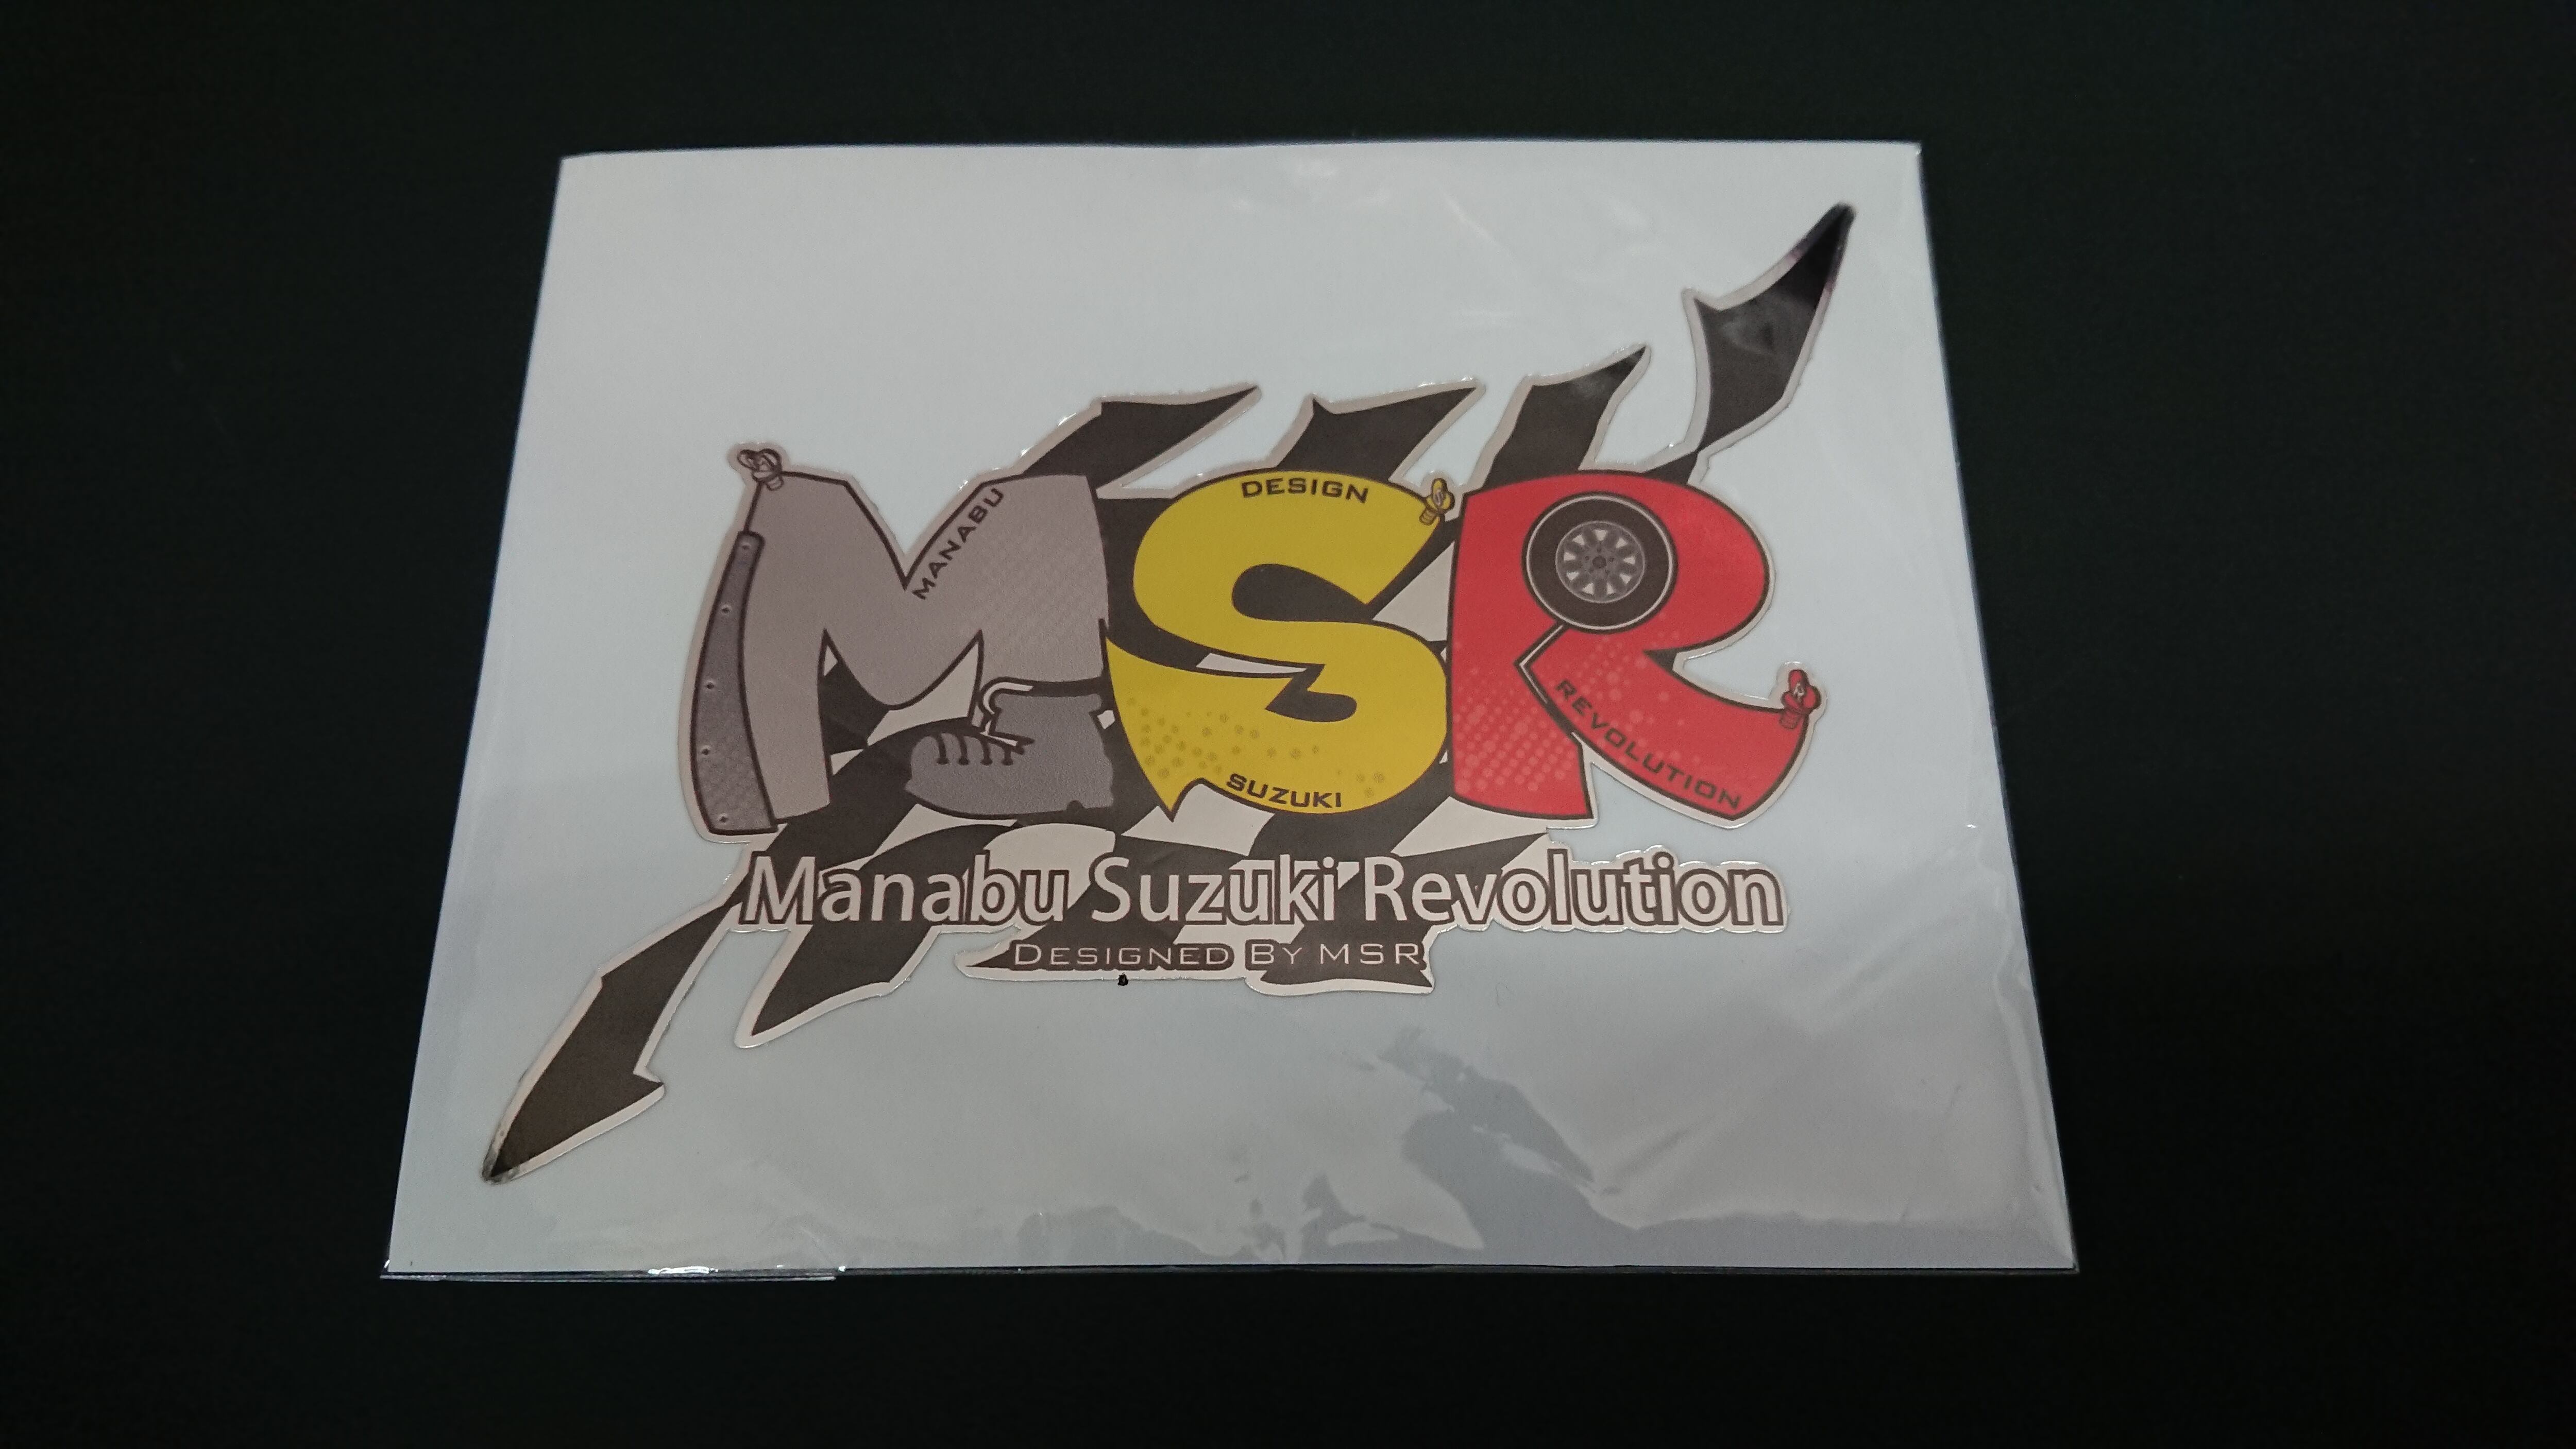 MSR
MANABU
DESIGN
SUZUKI
REVOLUTION
Manabu Suzuki Revolution
DESIGNED BY MSR